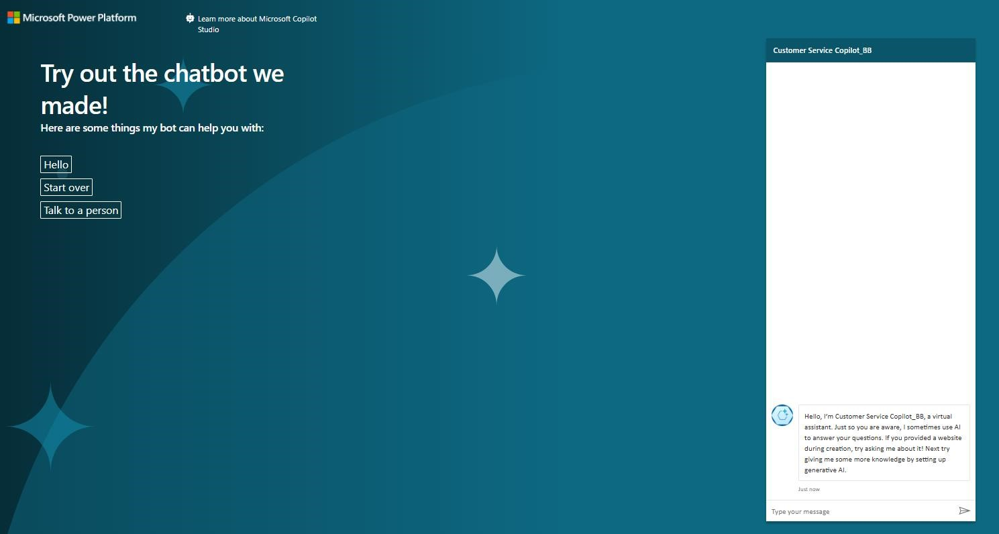 Microsoft Power Platform
Learn more about Microsoft Copilot
Studio
Try out the chatbot we
made!
Here are some things my bot can help you with:
Hello
Start over
Talk to a person
Customer Service Copilot_BB
Hello, I'm Customer Service Copilot_BB, a virtual
assistant. Just so you are aware, I sometimes use AI
to answer your questions. If you provided a website
during creation, try asking me about it! Next try
giving me some more knowledge by setting up
generative AI.
Just now
Type your message